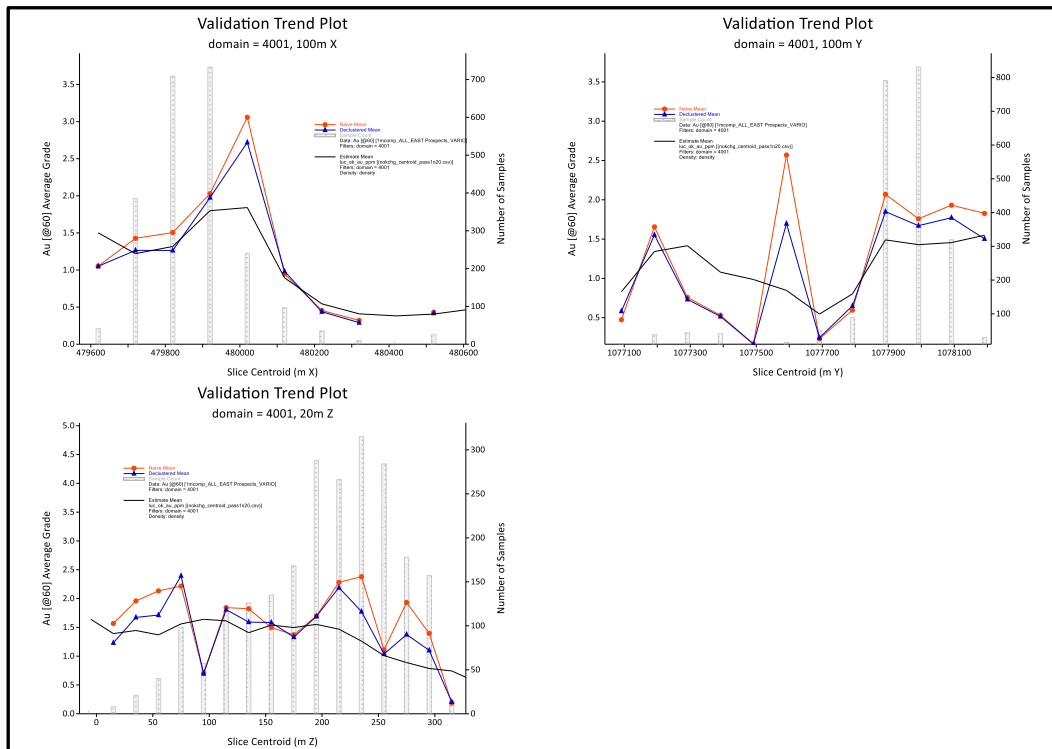 Validation Trend Plot
domain = 4001, 100m X
Au [@60] Average Grade
Number of Samples
3.5
3.0
2.5
2.0
1.5
1.0
0.5
0.0
700
600
500
400
300
200
100
0
Naive Mean
Declustered Mean
Sample Count
Data: Au [@60] [1mcomp_ALL_EAST Prospects_VARIO]
Filters: domain = 4001
Estimate Mean
luc_ok_au_ppm [(nokchg_centroid_pass1n20.csv)]
Filters: domain = 4001
Density: density
479600 479800 480000 480200 480400 480600
Slice Centroid (m X)
Validation Trend Plot
domain = 4001, 100m Y
Au [@60] Average Grade
Number of Samples
3.5
3.0
2.5
2.0
1.5
1.0
0.5
800
700
600
500
400
300
200
100
Naive Mean
Declustered Mean
Sample Count
Data: Au [@60] [1mcomp_ALL_EAST Prospects_VARIO]
Filters: domain = 4001
Estimate Mean
luc_ok_au_ppm [(nokchg_centroid_pass1n20.csv)]
Filters: domain = 4001
Density: density
1077100 1077300 1077500 1077700 1077900 1078100
Slice Centroid (m Y)
Validation Trend Plot
domain = 4001, 20m Z
Au [@60] Average Grade
Number of Samples
5.0
4.5
4.0
3.5
3.0
2.5
2.0
1.5
1.0
0.5
0.0
300
250
200
150
100
50
0
Naive Mean
Declustered Mean
Sample Count
Data: Au [@60] [1mcomp_ALL_EAST Prospects_VARIO]
Filters: domain = 4001
Estimate Mean
luc_ok_au_ppm [(nokchg_centroid_pass1n20.csv)]
Filters: domain = 4001
Density: density
0 50 100 150 200 250 300
Slice Centroid (m Z)